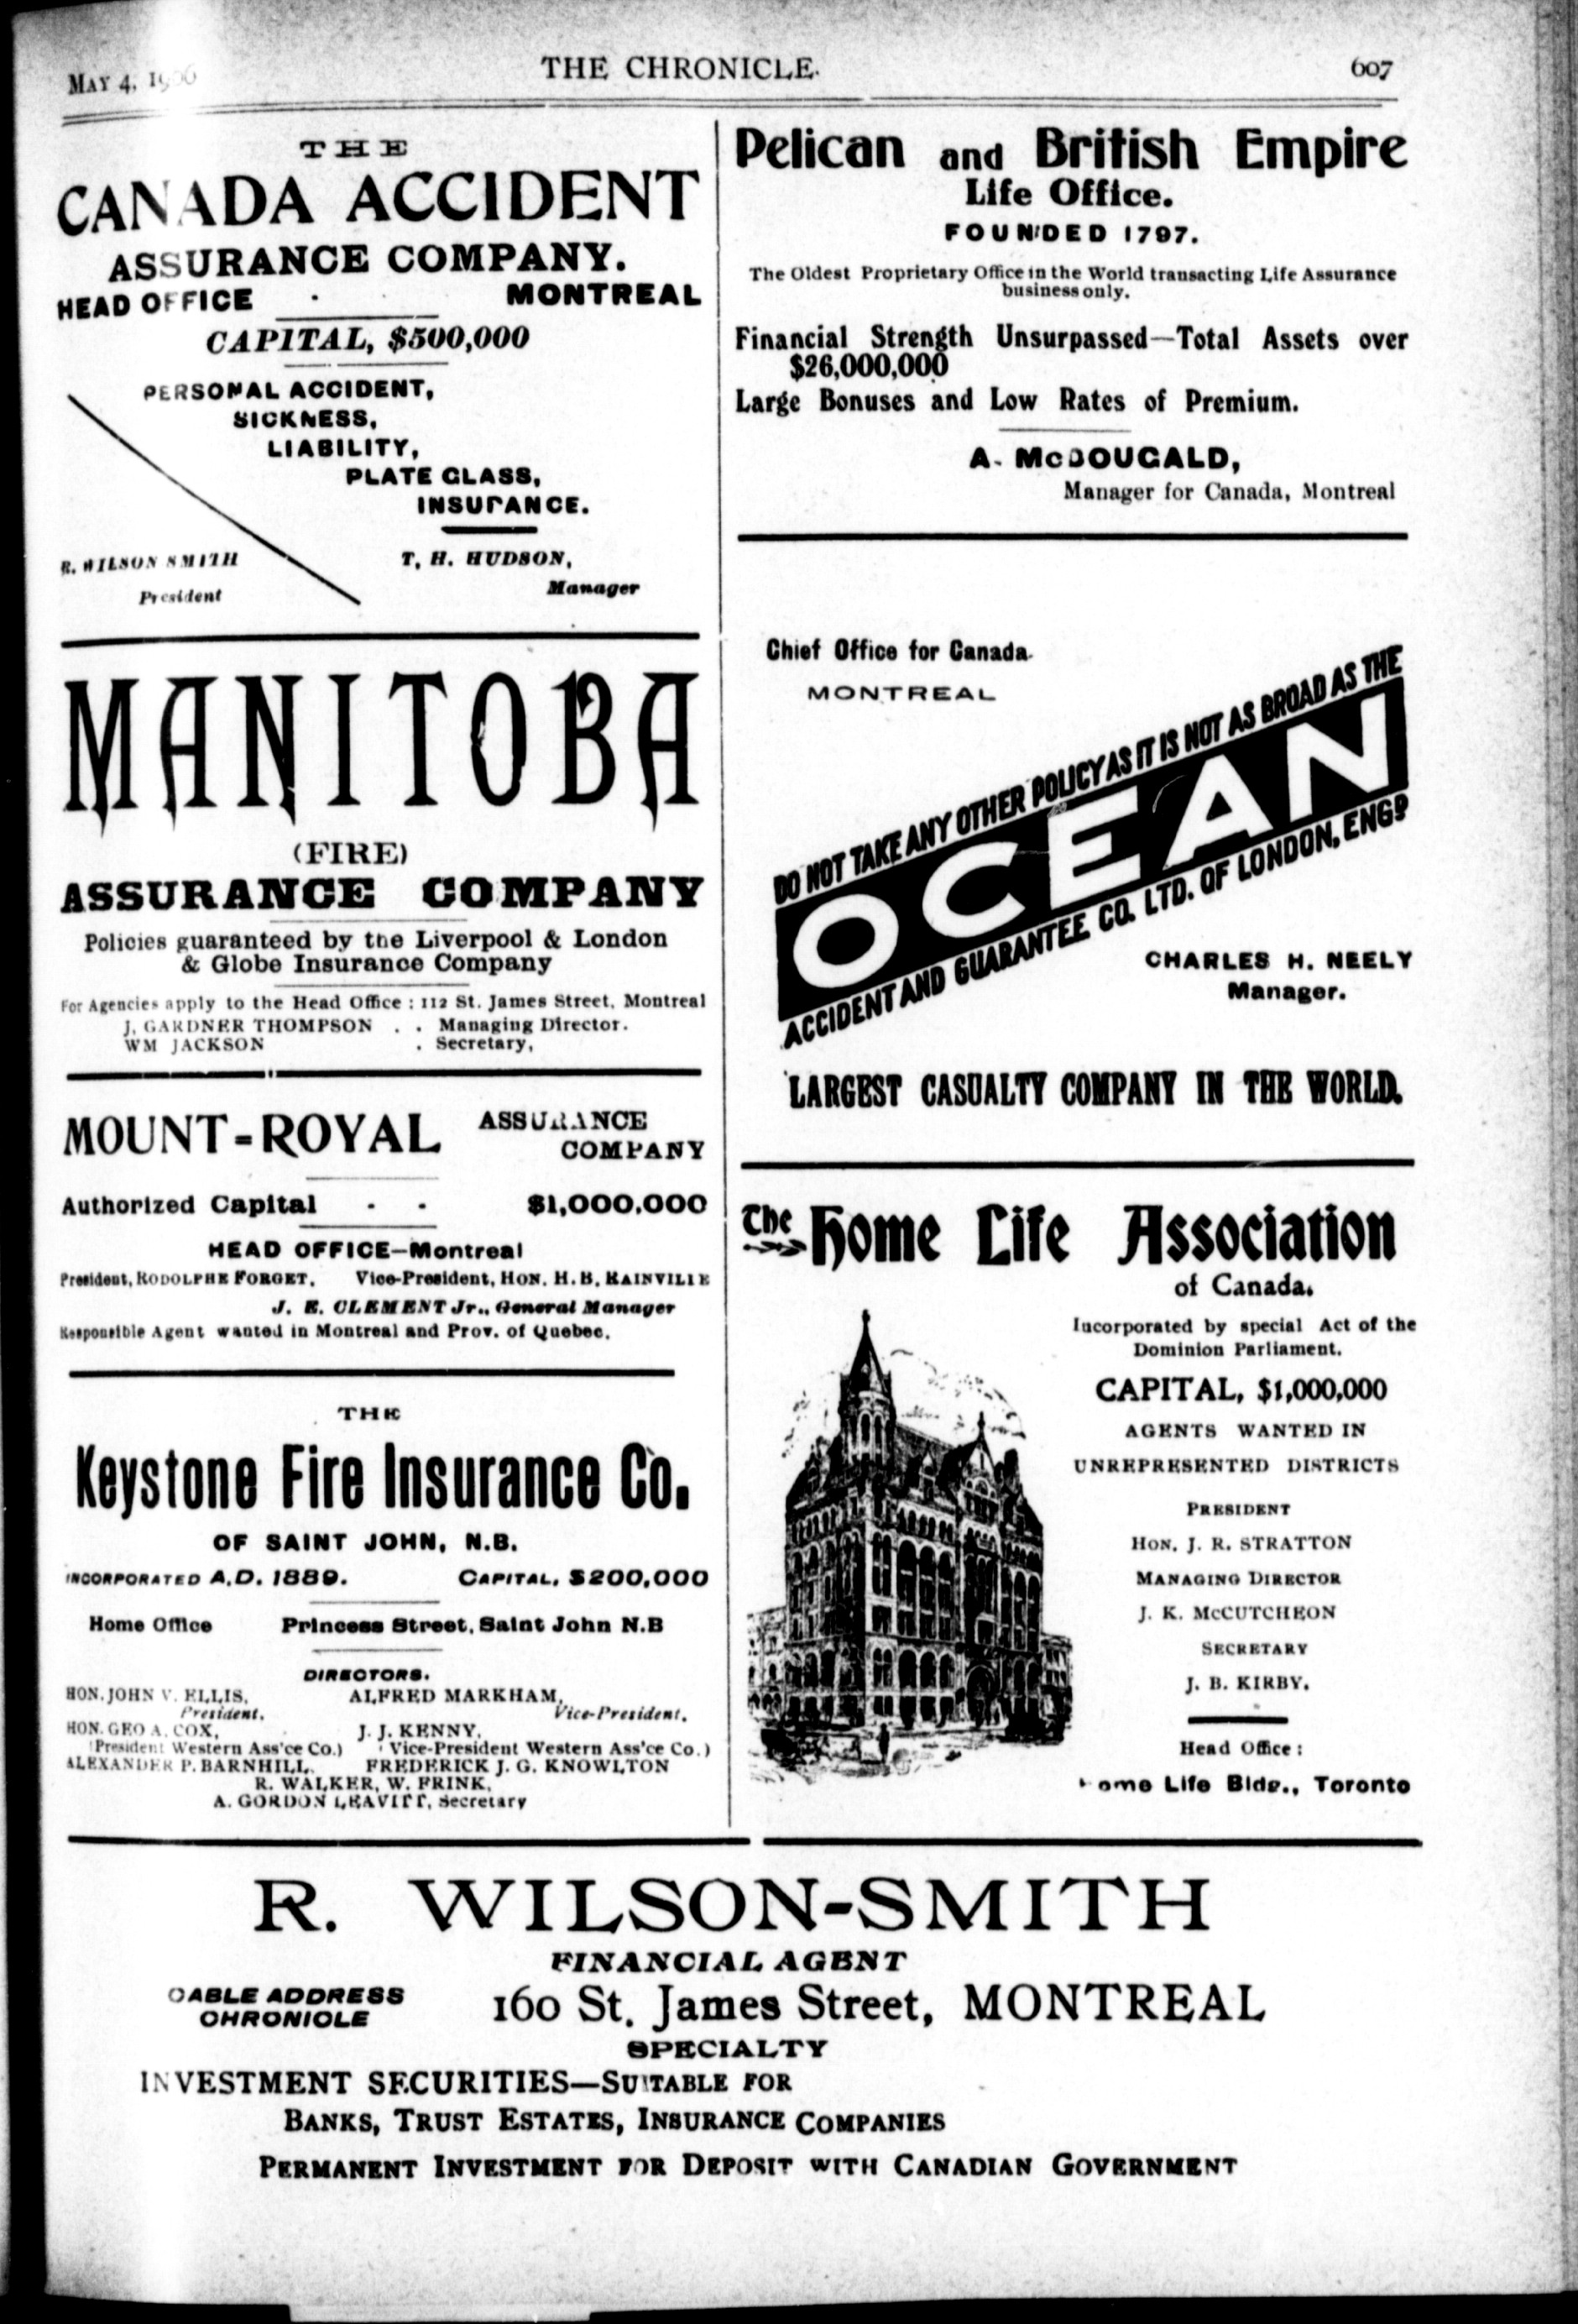 MAY 4, 1906
THE CHRONICLE.
607
THE
CANADA ACCIDENT
ASSURANCE COMPANY.
HEAD OFFICE . MONTREAL
CAPITAL, $500,000
PERSONAL ACCIDENT,
SICKNESS,
LIABILITY,
PLATE GLASS,
INSURANCE.
R. WILSON SMITH
President
T. H. HUDSON,
Manager
MANITOBA
(FIRE)
ASSURANCE COMPANY
Policies guaranteed by the Liverpool & London
& Globe Insurance Company
For Agencies apply to the Head Office : 112 St. James Street, Montreal
J. GARDNER THOMPSON . . Managing Director.
WM JACKSON . Secretary,
MOUNT-ROYAL ASSURANCE
COMPANY
Authorized Capital - - $1,000.000
HEAD OFFICE—Montreal
President, RODOLPHE FORGET. Vice-President, HON. H. B. RAINVILLE
J. E. CLEMENT Jr., General Manager
Responsible Agent wanted in Montreal and Prov. of Quebec.
THE
Keystone Fire Insurance Co.
OF SAINT JOHN, N.B.
INCORPORATED A.D. 1889. CAPITAL, $200,000
Home Office Princess Street, Saint John N.B
DIRECTORS.
HON. JOHN V. ELLIS, ALFRED MARKHAM,
President. Vice-President.
HON. GEO A. COX, J. J. KENNY,
(President Western Ass'ce Co.) (Vice-President Western Ass'ce Co.)
ALEXANDER P. BARNHILL, FREDERICK J. G. KNOWLTON
R. WALKER, W. FRINK,
A. GORDON LEAVITT, Secretary
Pelican and British Empire
Life Office.
FOUNDED 1797.
The Oldest Proprietary Office in the World transacting Life Assurance
business only.
Financial Strength Unsurpassed—Total Assets over
$26,000,000
Large Bonuses and Low Rates of Premium.
A. McDOUGALD,
Manager for Canada, Montreal
Chief Office for Canada
MONTREAL
DO NOT TAKE ANY OTHER POLICY AS IT IS NOT AS BROAD AS THE
OCEAN
ACCIDENT AND GUARANTEE CO. LTD. OF LONDON, ENGD
CHARLES H. NEELY
Manager.
LARGEST CASUALTY COMPANY IN THE WORLD.
The Home Life Association
of Canada.
Incorporated by special Act of the
Dominion Parliament.
CAPITAL, $1,000,000
AGENTS WANTED IN
UNREPRESENTED DISTRICTS
PRESIDENT
HON. J. R. STRATTON
MANAGING DIRECTOR
J. K. McCUTCHEON
SECRETARY
J. B. KIRBY.
Head Office :
Home Life Bldg., Toronto
R. WILSON-SMITH
FINANCIAL AGENT
CABLE ADDRESS
CHRONICLE
160 St. James Street, MONTREAL
SPECIALTY
INVESTMENT SECURITIES—SUITABLE FOR
BANKS, TRUST ESTATES, INSURANCE COMPANIES
PERMANENT INVESTMENT FOR DEPOSIT WITH CANADIAN GOVERNMENT